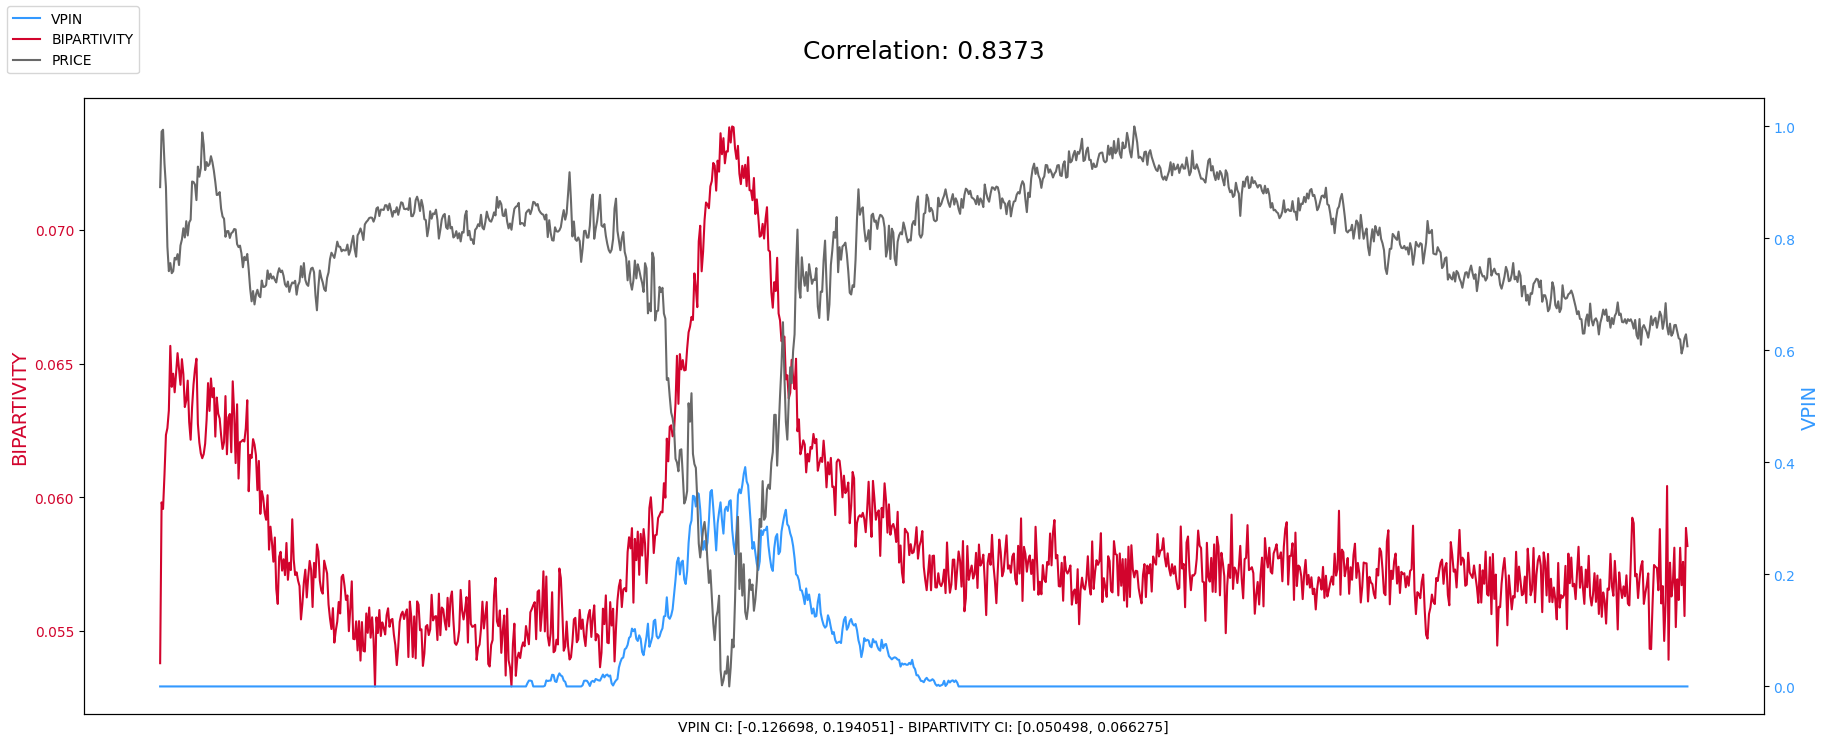 VPIN
BIPARTIVITY
PRICE
Correlation: 0.8373
BIPARTIVITY
0.070
0.065
0.060
0.055
1.0
0.8
0.6
0.4
0.2
0.0
VPIN
VPIN CI: [-0.126698, 0.194051] - BIPARTIVITY CI: [0.050498, 0.066275]